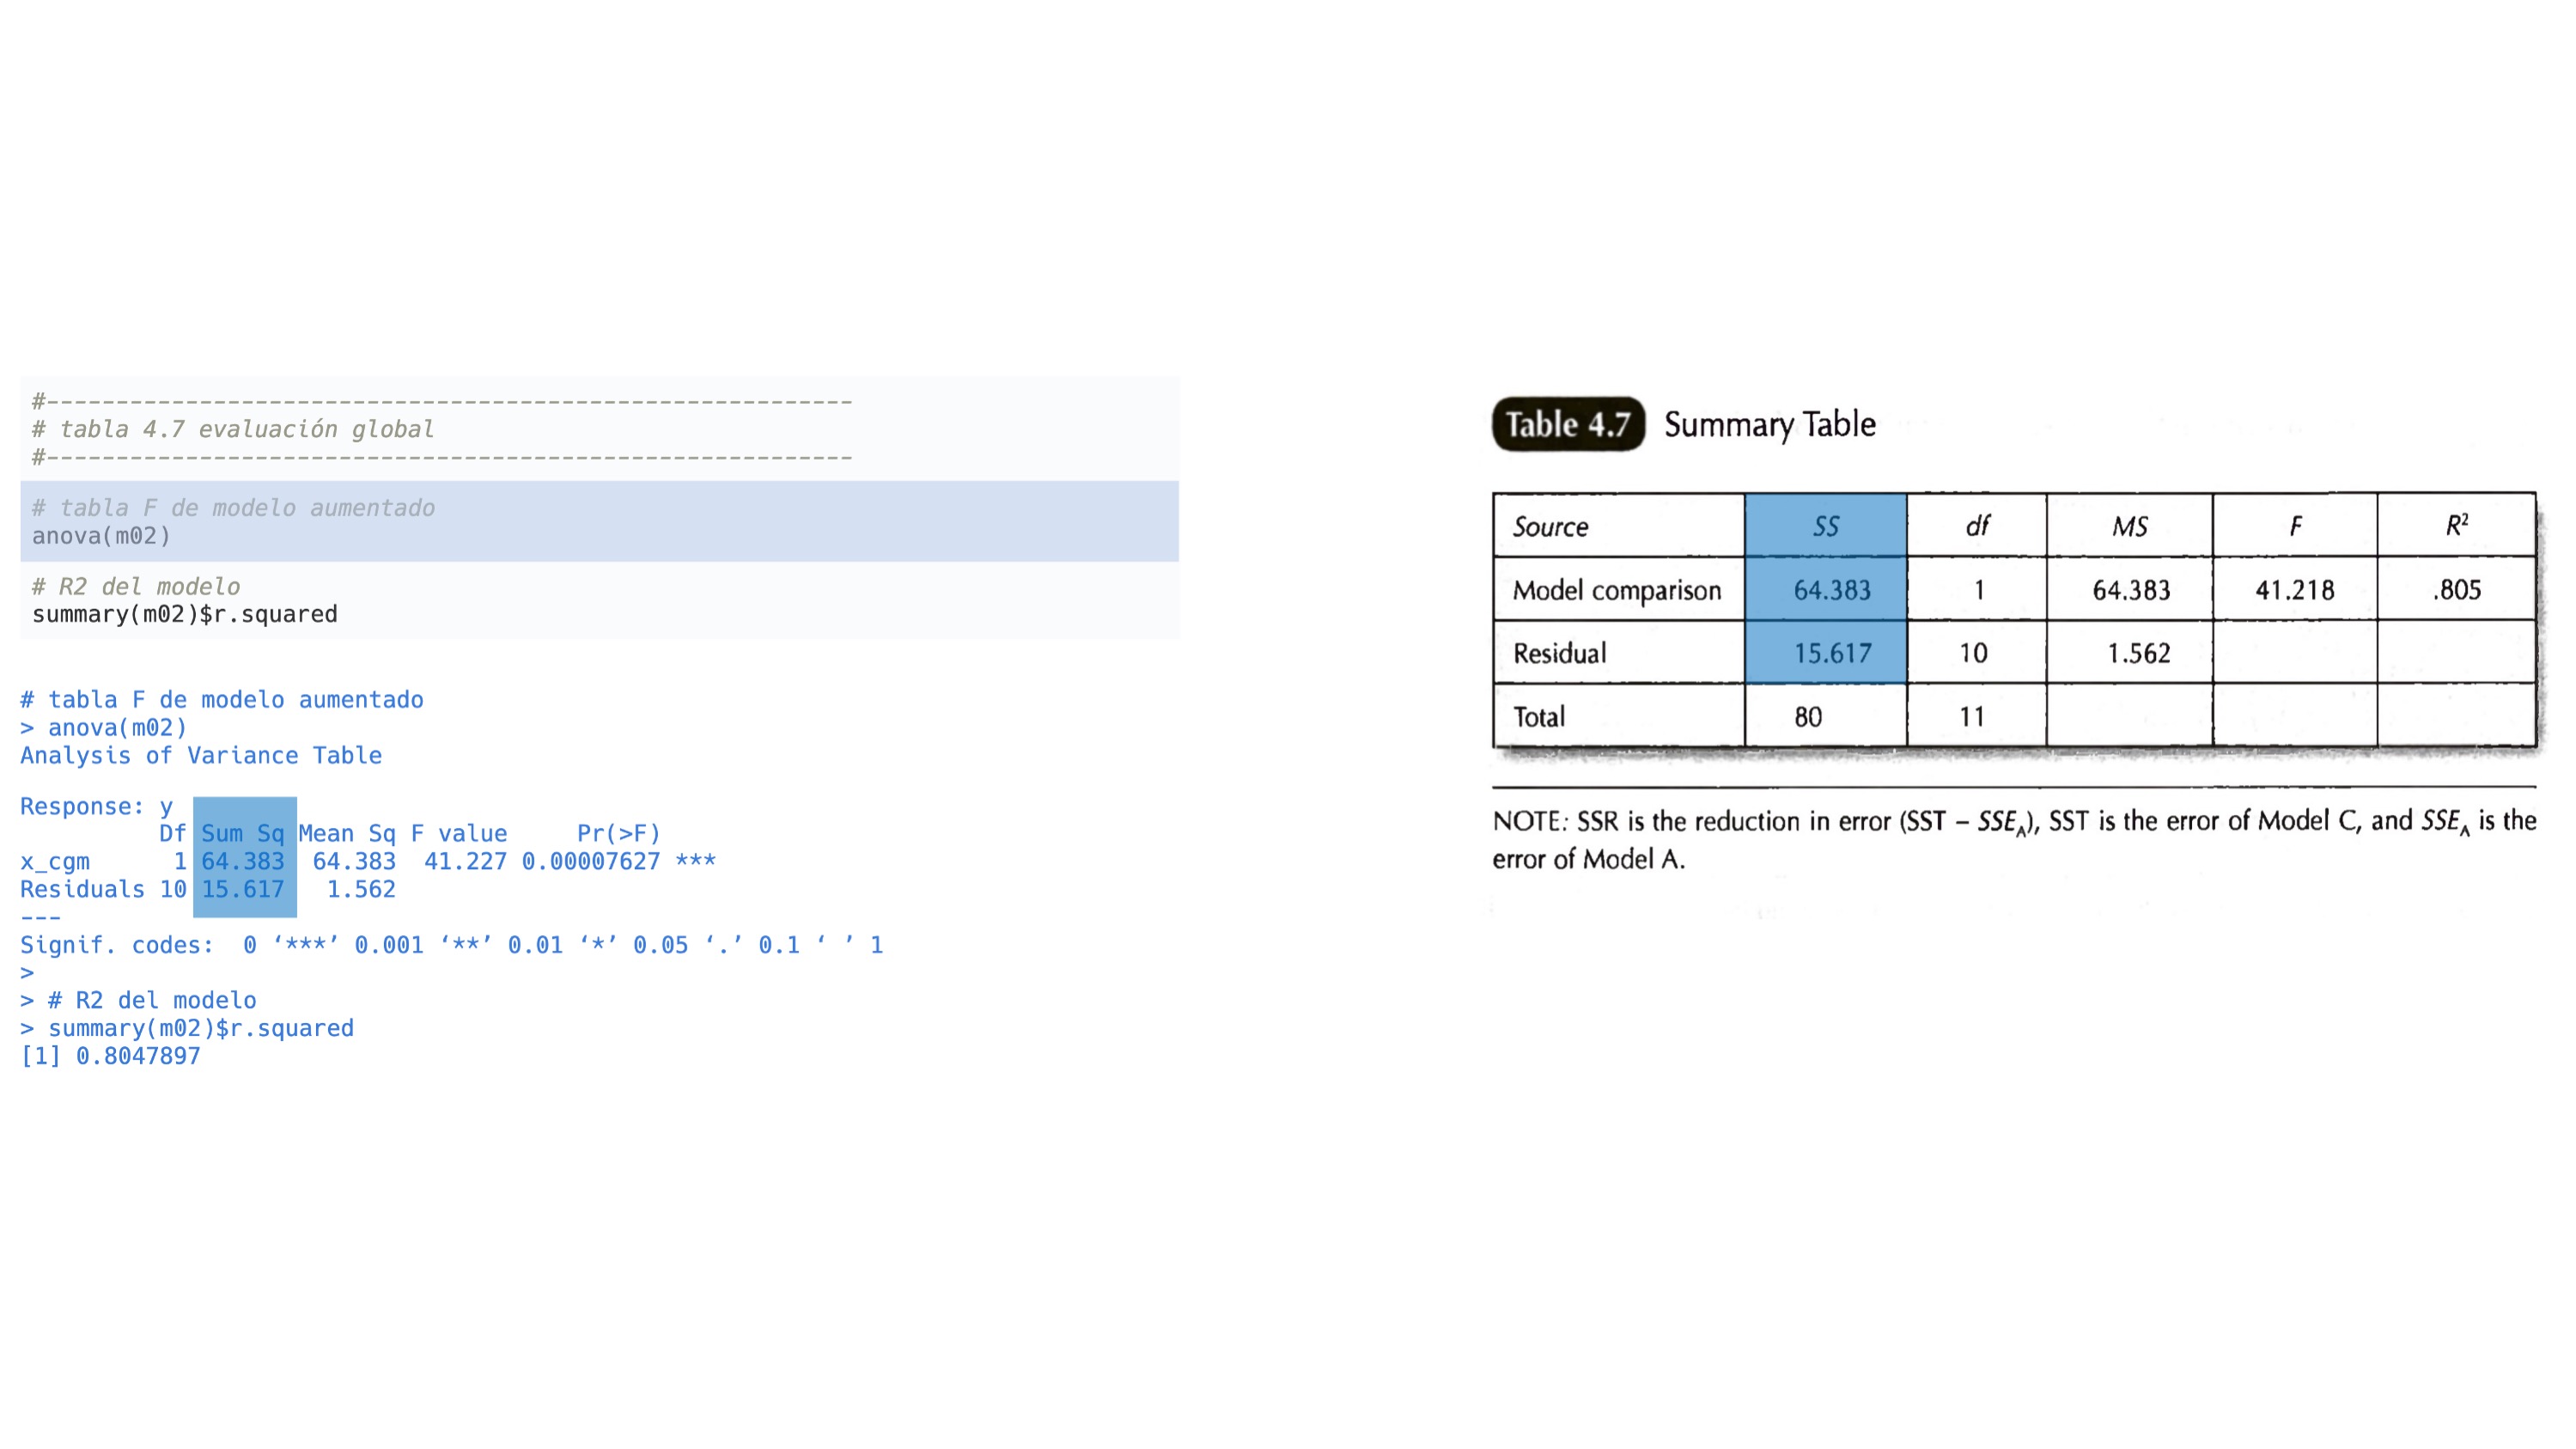 #----------------------------------------------------------
# tabla 4.7 evaluación global
#----------------------------------------------------------
# tabla F de modelo aumentado
anova(m02)
# R2 del modelo
summary(m02)$r.squared
# tabla F de modelo aumentado
> anova(m02)
Analysis of Variance Table
Response: y
Df Sum Sq Mean Sq F value Pr(>F)
x_cgm 1 64.383 64.383 41.227 0.00007627 ***
Residuals 10 15.617 1.562
---
Signif. codes: 0 ‘***’ 0.001 ‘**’ 0.01 ‘*’ 0.05 ‘.’ 0.1 ‘ ’ 1
>
> # R2 del modelo
> summary(m02)$r.squared
[1] 0.8047897
Table 4.7 Summary Table
Source SS df MS F R²
Model comparison 64.383 1 64.383 41.218 .805
Residual 15.617 10 1.562
Total 80 11
NOTE: SSR is the reduction in error (SST – SSE_A), SST is the error of Model C, and SSE_A is the
error of Model A.